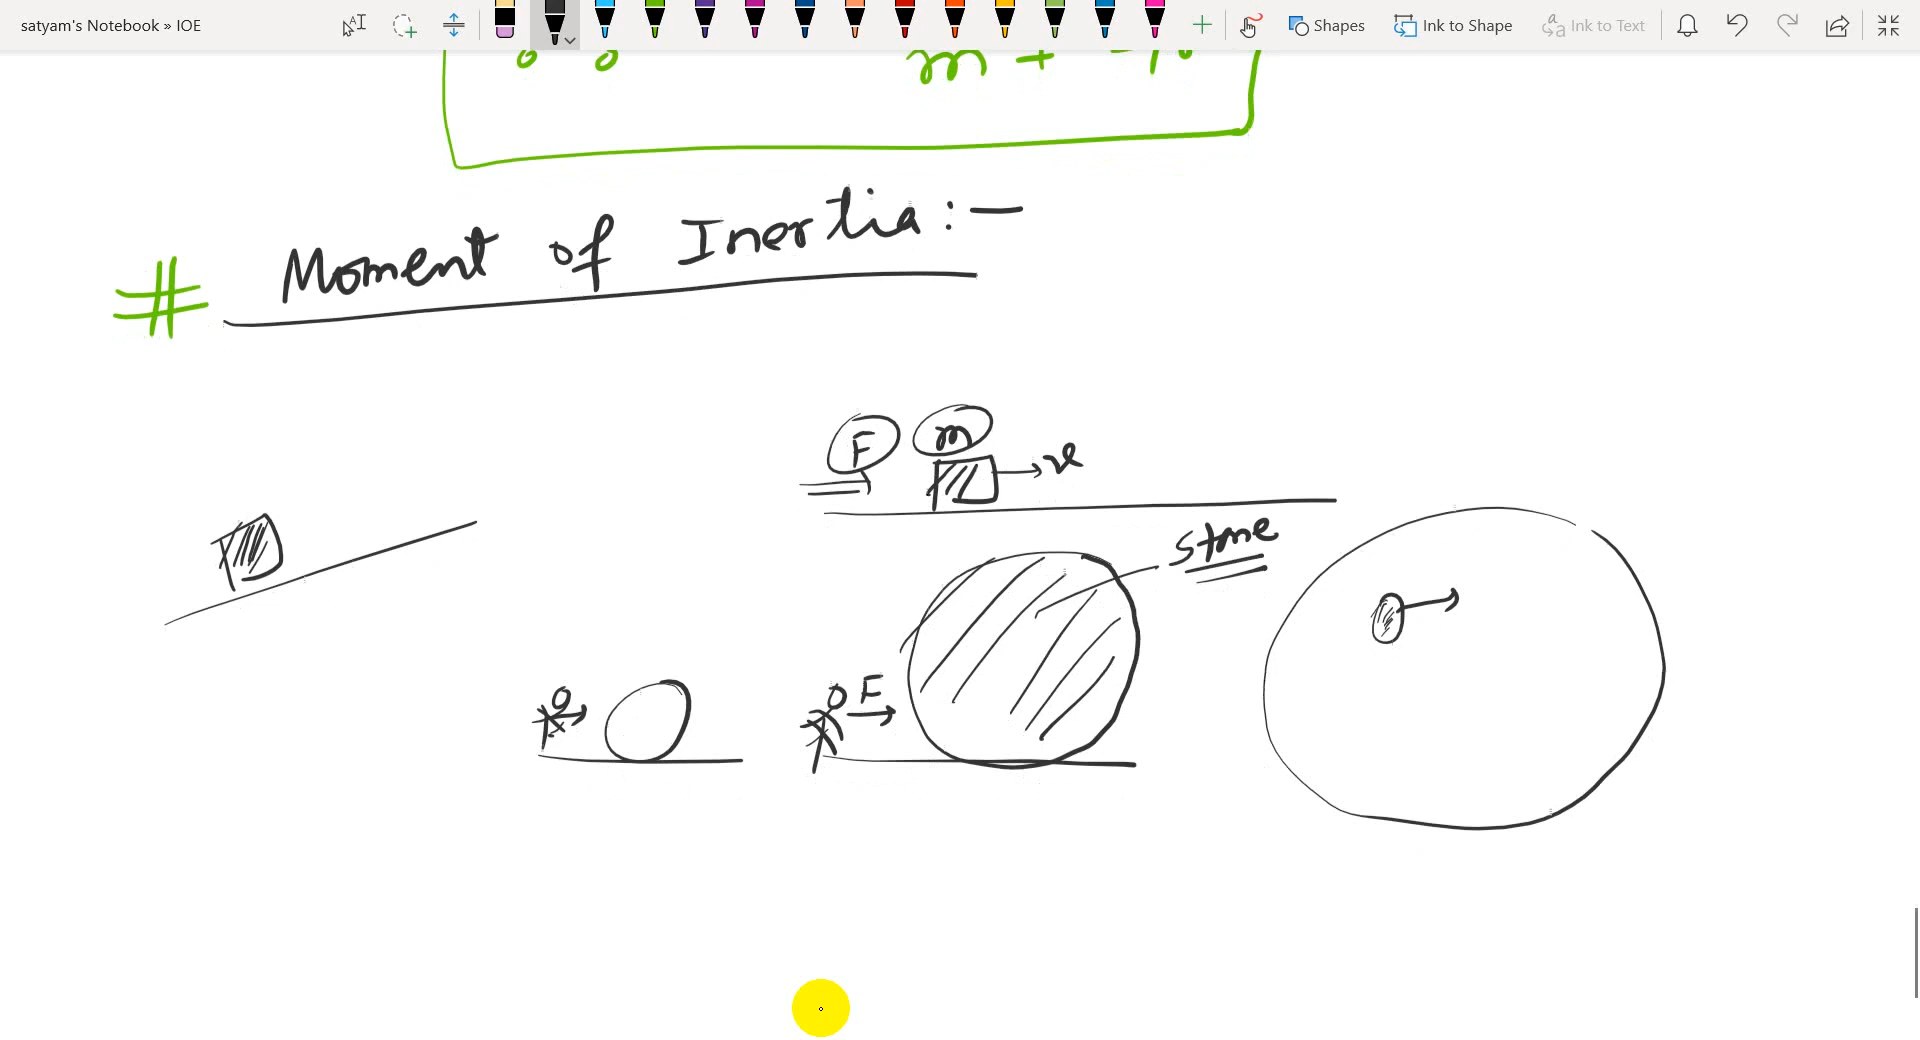 satyam's Notebook » IOE
Shapes
Ink to Shape
Ink to Text
m +
# Moment of Inertia:-
F m
stone
F